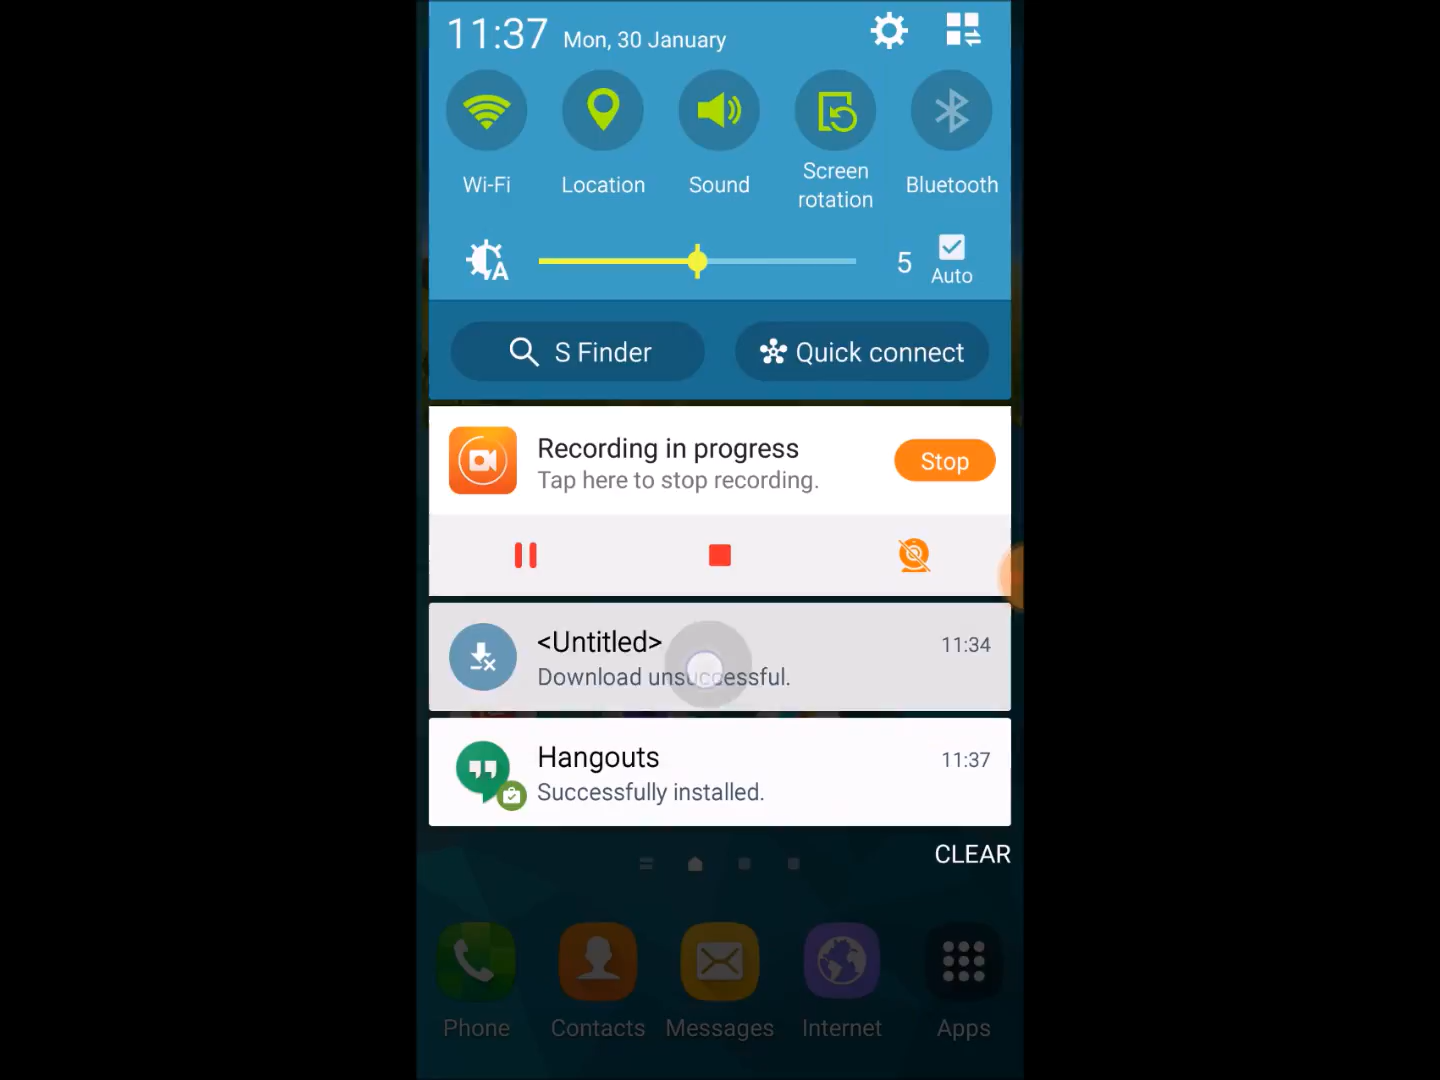 11:37 Mon, 30 January
Wi-Fi
Location
Sound
Screen
rotation
Bluetooth
A
5
Auto
S Finder
Quick connect
Recording in progress
Tap here to stop recording.
Stop
<Untitled>
11:34
Download unsuccessful.
Hangouts
11:37
Successfully installed.
CLEAR
Phone
Contacts
Messages
Internet
Apps